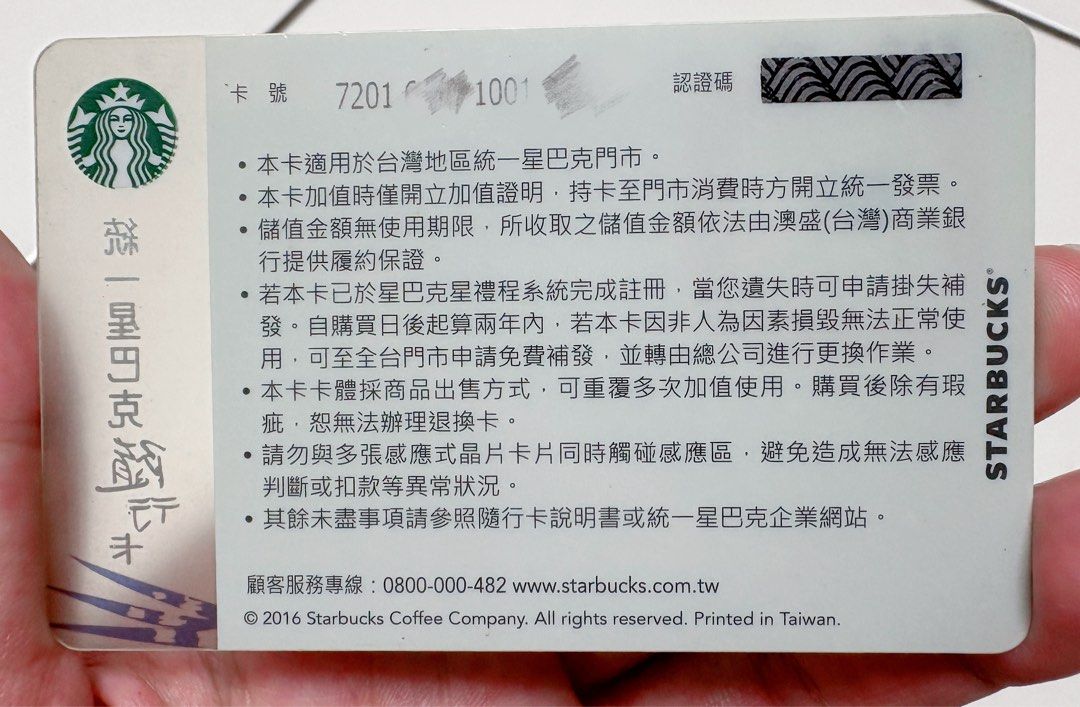 卡號 7201 1001 認證碼
• 本卡適用於台灣地區統一星巴克門市。
• 本卡加值時僅開立加值證明，持卡至門市消費時方開立統一發票。
• 儲值金額無使用期限，所收取之儲值金額依法由澳盛(台灣)商業銀
行提供履約保證。
• 若本卡已於星巴克星禮程系統完成註冊，當您遺失時可申請掛失補
發。自購買日後起算兩年內，若本卡因非人為因素損毀無法正常使
用，可至全台門市申請免費補發，並轉由總公司進行更換作業。
• 本卡卡體採商品出售方式，可重覆多次加值使用。購買後除有瑕
疵，恕無法辦理退換卡。
• 請勿與多張感應式晶片卡片同時觸碰感應區，避免造成無法感應
判斷或扣款等異常狀況。
• 其餘未盡事項請參照隨行卡說明書或統一星巴克企業網站。
顧客服務專線：0800-000-482 www.starbucks.com.tw
© 2016 Starbucks Coffee Company. All rights reserved. Printed in Taiwan.
統一星巴克隨行卡
STARBUCKS®